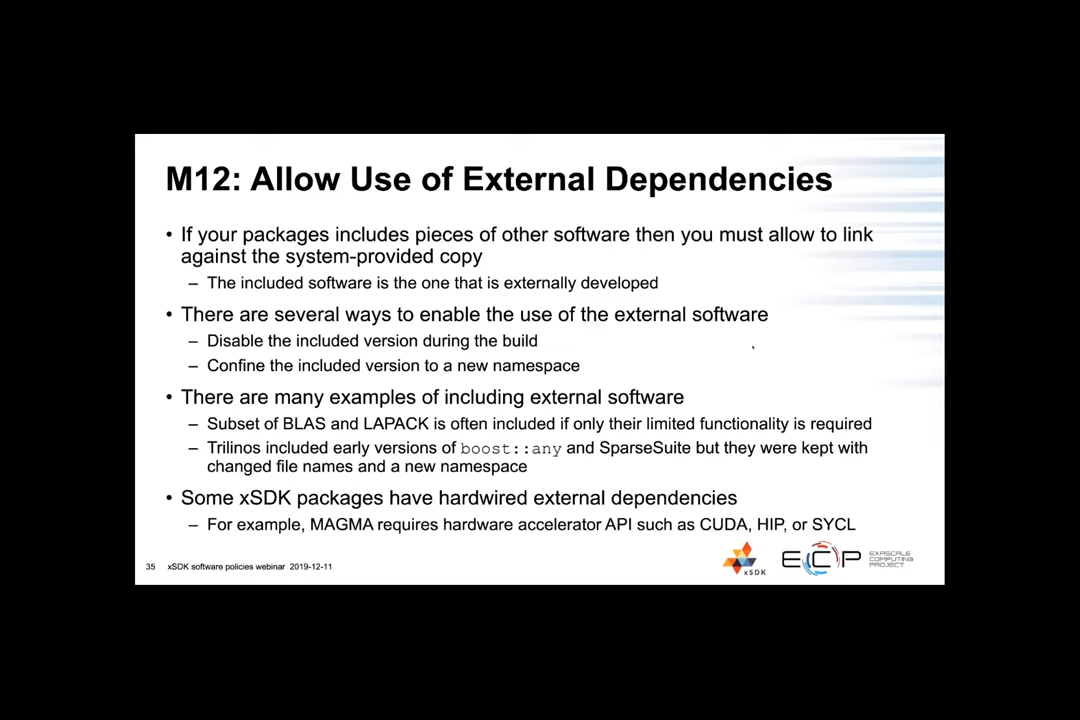 M12: Allow Use of External Dependencies
• If your packages includes pieces of other software then you must allow to link
against the system-provided copy
– The included software is the one that is externally developed
• There are several ways to enable the use of the external software
– Disable the included version during the build
– Confine the included version to a new namespace
• There are many examples of including external software
– Subset of BLAS and LAPACK is often included if only their limited functionality is required
– Trilinos included early versions of boost::any and SparseSuite but they were kept with
changed file names and a new namespace
• Some xSDK packages have hardwired external dependencies
– For example, MAGMA requires hardware accelerator API such as CUDA, HIP, or SYCL
35 xSDK software policies webinar 2019-12-11
xSDK
ECP
EXASCALE
COMPUTING
PROJECT